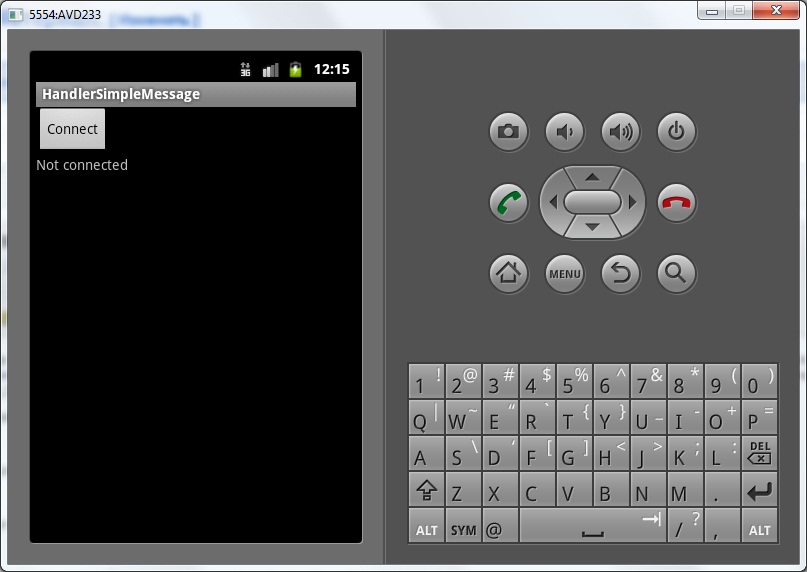 5554:AVD233
3G 12:15
HandlerSimpleMessage
Connect
Not connected
MENU
1 ! 2 @ 3 # 4 $ 5 % 6 ^ 7 & 8 * 9 ( 0 )
Q | W ~ E “ R ` T { Y } U _ I - O + P =
A S \ D ‘ F [ G ] H < J > K ; L : DEL
Z X C V B N M .
ALT SYM @ / ? , ALT